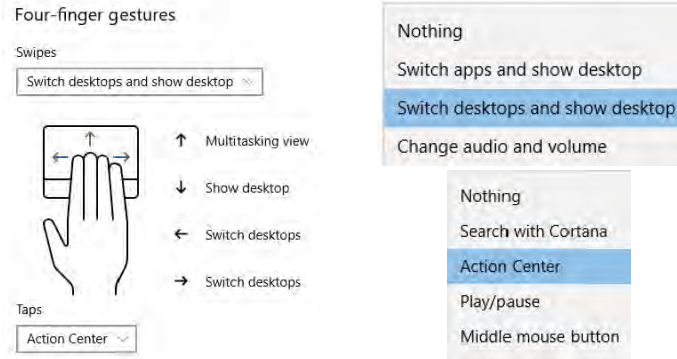 Four-finger gestures
Swipes
Switch desktops and show desktop
↑ Multitasking view
↓ Show desktop
← Switch desktops
→ Switch desktops
Taps
Action Center
Nothing
Switch apps and show desktop
Switch desktops and show desktop
Change audio and volume
Nothing
Search with Cortana
Action Center
Play/pause
Middle mouse button